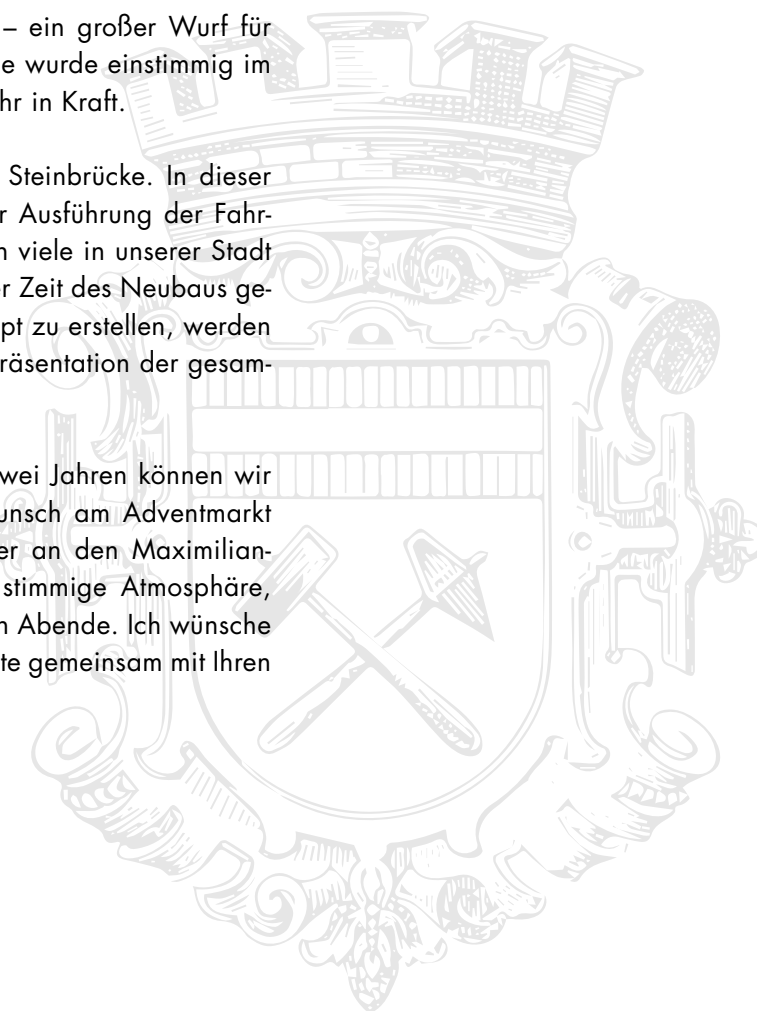 – ein großer Wurf für
e wurde einstimmig im
hr in Kraft.
Steinbrücke. In dieser
r Ausführung der Fahr-
n viele in unserer Stadt
er Zeit des Neubaus ge-
pt zu erstellen, werden
räsentation der gesam-
wei Jahren können wir
unsch am Adventmarkt
er an den Maximilian-
stimmige Atmosphäre,
n Abende. Ich wünsche
te gemeinsam mit Ihren